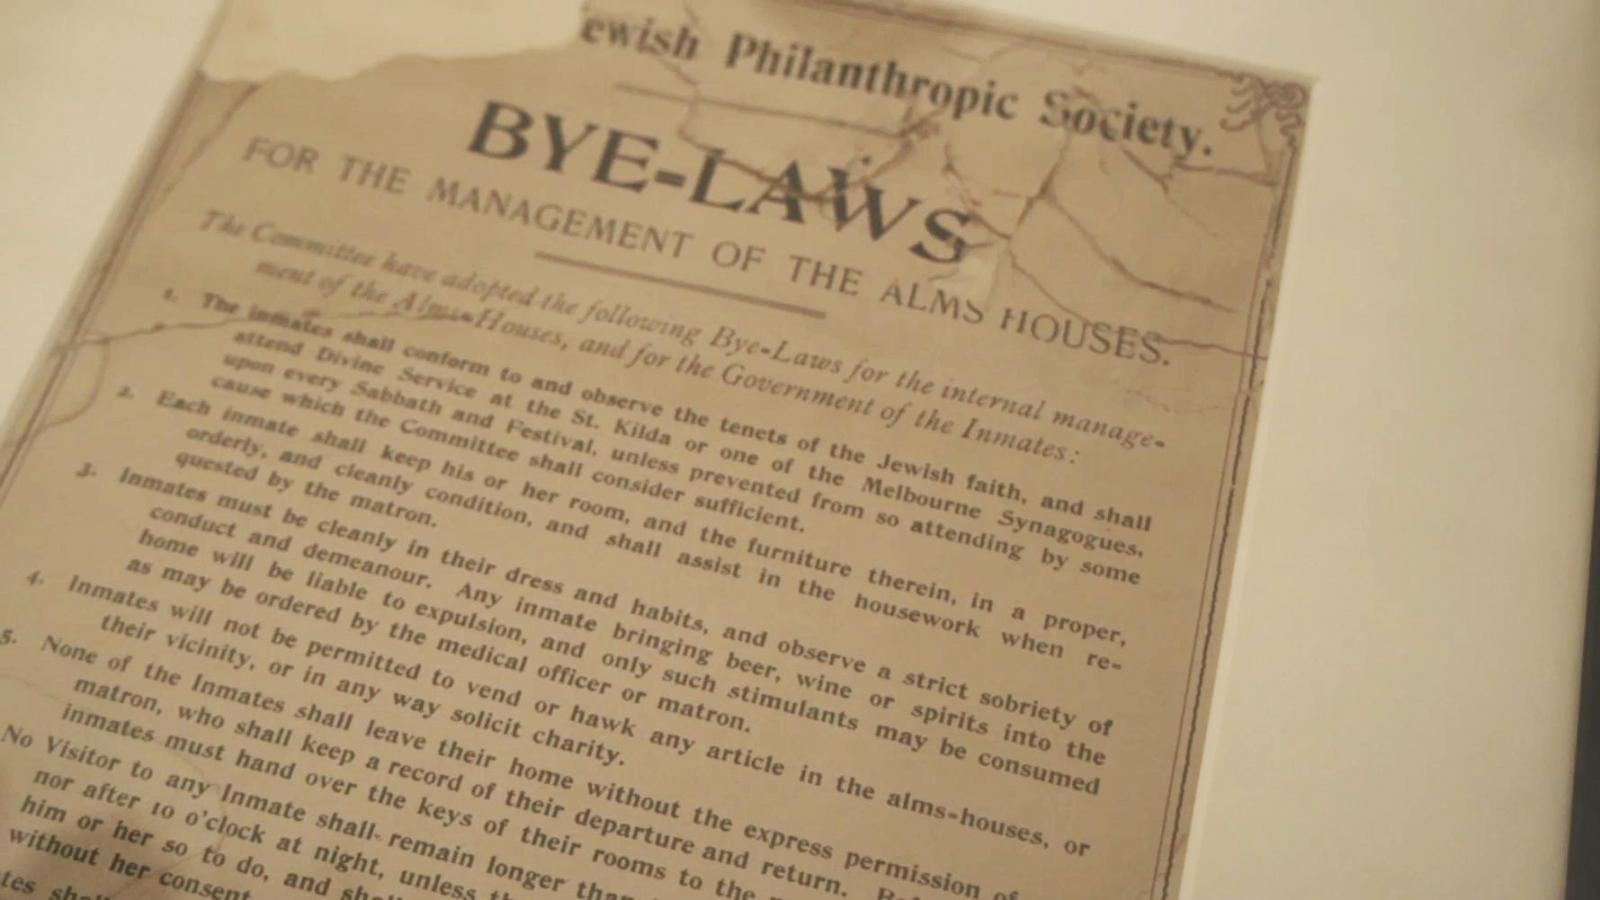 ewish Philanthropic Society.
BYE-LAWS
FOR THE MANAGEMENT OF THE ALMS HOUSES.
The Committee have adopted the following Bye-Laws for the internal manage-
ment of the Alms-Houses, and for the Government of the Inmates:
1. The inmates shall conform to and observe the tenets of the Jewish faith, and shall
attend Divine Service at the St. Kilda or one of the Melbourne Synagogues,
upon every Sabbath and Festival, unless prevented from so attending by some
cause which the Committee shall consider sufficient.
2. Each inmate shall keep his or her room, and the furniture therein, in a proper,
orderly, and cleanly condition, and shall assist in the housework when re-
quested by the matron.
3. Inmates must be cleanly in their dress and habits, and observe a strict sobriety of
conduct and demeanour. Any inmate bringing beer, wine or spirits into the
home will be liable to expulsion, and only such stimulants may be consumed
as may be ordered by the medical officer or matron.
4. Inmates will not be permitted to vend or hawk any article in the alms-houses, or
their vicinity, or in any way solicit charity.
5. None of the Inmates shall leave their home without the express permission of
matron, who shall keep a record of their departure and return.
inmates must hand over the keys of their rooms to the
No Visitor to any Inmate shall remain longer than
nor after 10 o'clock at night, unless
him or her so to do, and
without her consent